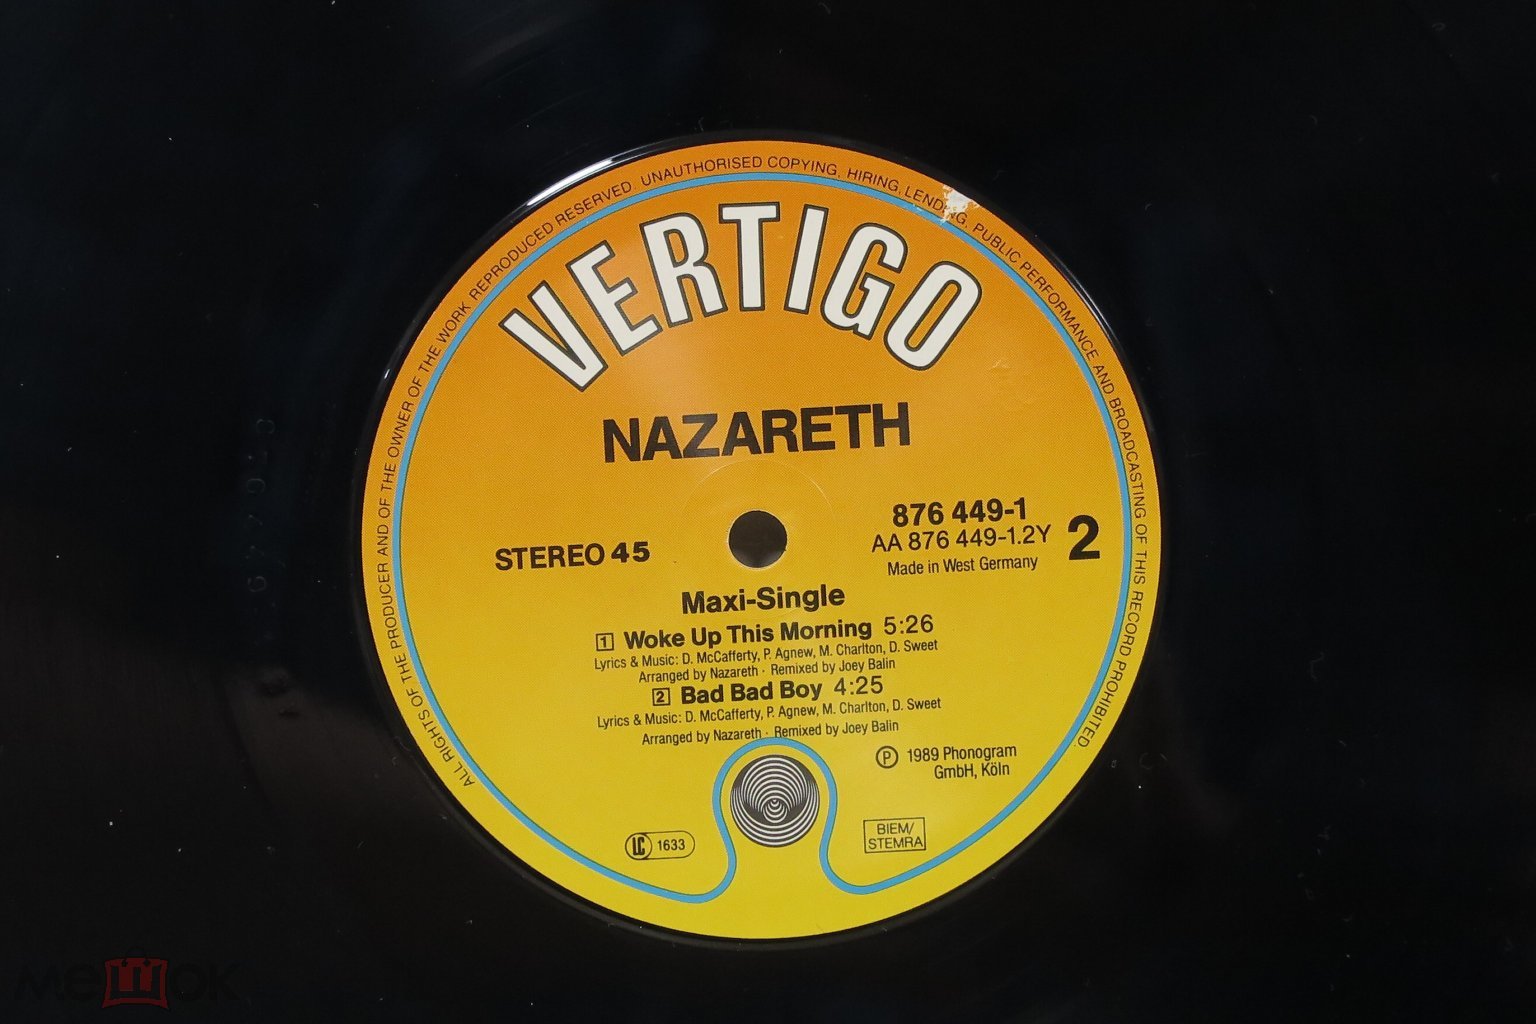 ALL RIGHTS OF THE PRODUCER AND OF THE OWNER OF THE WORK REPRODUCED RESERVED. UNAUTHORISED COPYING, HIRING, LENDING, PUBLIC PERFORMANCE AND BROADCASTING OF THIS RECORD PROHIBITED.
VERTIGO
NAZARETH
STEREO 45
876 449-1
AA 876 449-1.2Y
2
Made in West Germany
Maxi-Single
1 Woke Up This Morning 5:26
Lyrics & Music: D. McCafferty, P. Agnew, M. Charlton, D. Sweet
Arranged by Nazareth · Remixed by Joey Balin
2 Bad Bad Boy 4:25
Lyrics & Music: D. McCafferty, P. Agnew, M. Charlton, D. Sweet
Arranged by Nazareth · Remixed by Joey Balin
Ⓟ 1989 Phonogram
GmbH, Köln
LC 1633
BIEM/
STEMRA
мешок